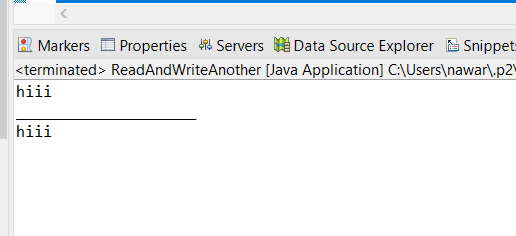 Markers Properties Servers Data Source Explorer Snippets
<terminated> ReadAndWriteAnother [Java Application] C:\Users\nawar\.p2\
hiii
____________________
hiii